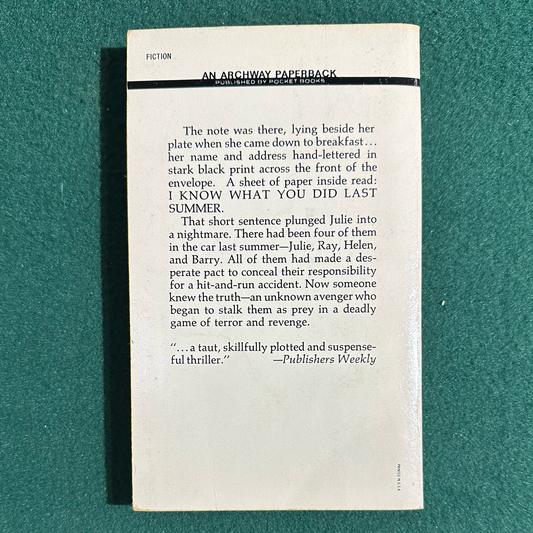 FICTION
AN ARCHWAY PAPERBACK
PUBLISHED BY POCKET BOOKS
The note was there, lying beside her
plate when she came down to breakfast...
her name and address hand-lettered in
stark black print across the front of the
envelope. A sheet of paper inside read:
I KNOW WHAT YOU DID LAST
SUMMER.
That short sentence plunged Julie into
a nightmare. There had been four of them
in the car last summer—Julie, Ray, Helen,
and Barry. All of them had made a des-
perate pact to conceal their responsibility
for a hit-and-run accident. Now someone
knew the truth—an unknown avenger who
began to stalk them as prey in a deadly
game of terror and revenge.
"...a taut, skillfully plotted and suspense-
ful thriller." —Publishers Weekly
PRINTED IN U.S.A.